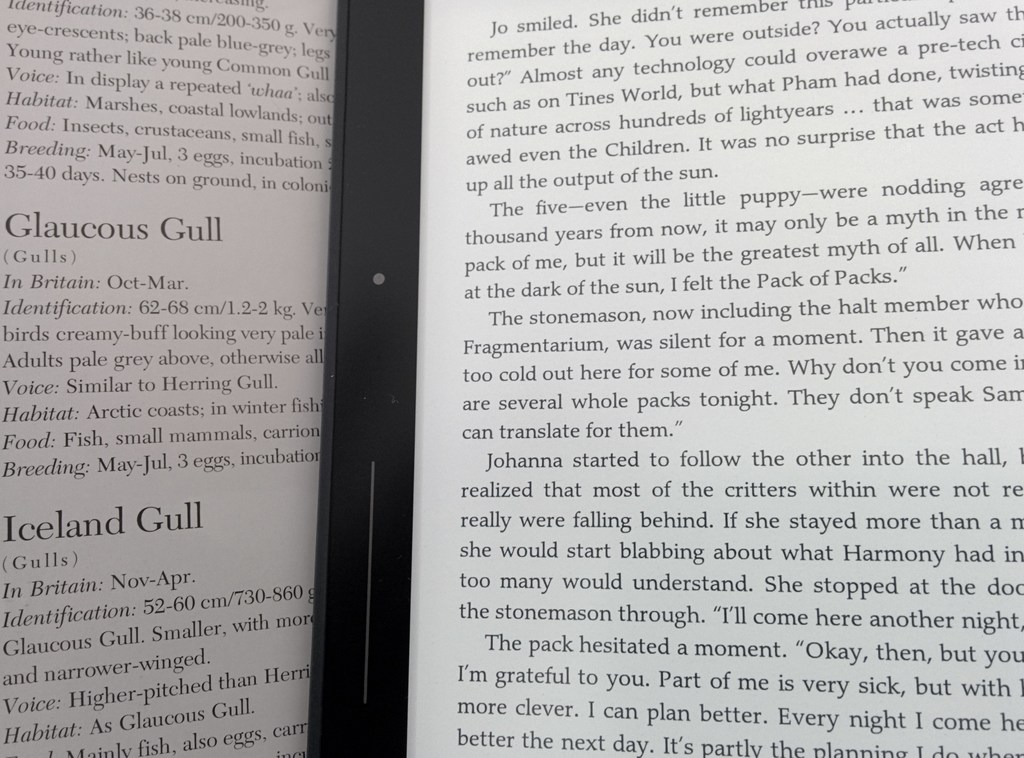 Identification: 36-38 cm/200-350 g. Very
eye-crescents; back pale blue-grey; legs
Young rather like young Common Gull
Voice: In display a repeated ‘whaa’; also
Habitat: Marshes, coastal lowlands; out
Food: Insects, crustaceans, small fish, s
Breeding: May-Jul, 3 eggs, incubation
35-40 days. Nests on ground, in coloni
Glaucous Gull
(Gulls)
In Britain: Oct-Mar.
Identification: 62-68 cm/1.2-2 kg. Ve
birds creamy-buff looking very pale i
Adults pale grey above, otherwise all
Voice: Similar to Herring Gull.
Habitat: Arctic coasts; in winter fishi
Food: Fish, small mammals, carrion
Breeding: May-Jul, 3 eggs, incubation
Iceland Gull
(Gulls)
In Britain: Nov-Apr.
Identification: 52-60 cm/730-860 g
Glaucous Gull. Smaller, with more
and narrower-winged.
Voice: Higher-pitched than Herri
Habitat: As Glaucous Gull.
Mainly fish, also eggs, carr
Jo smiled. She didn’t remember this
remember the day. You were outside? You actually saw th
out?” Almost any technology could overawe a pre-tech ci
such as on Tines World, but what Pham had done, twisting
of nature across hundreds of lightyears ... that was some
awed even the Children. It was no surprise that the act h
up all the output of the sun.
The five—even the little puppy—were nodding agre
thousand years from now, it may only be a myth in the
pack of me, but it will be the greatest myth of all. When
at the dark of the sun, I felt the Pack of Packs.”
The stonemason, now including the halt member who
Fragmentarium, was silent for a moment. Then it gave a
too cold out here for some of me. Why don’t you come i
are several whole packs tonight. They don’t speak Sam
can translate for them.”
Johanna started to follow the other into the hall,
realized that most of the critters within were not re
really were falling behind. If she stayed more than a m
she would start blabbing about what Harmony had in
too many would understand. She stopped at the doo
the stonemason through. “I’ll come here another night,
The pack hesitated a moment. “Okay, then, but you
I’m grateful to you. Part of me is very sick, but with
more clever. I can plan better. Every night I come he
better the next day. It’s partly the planning I do when